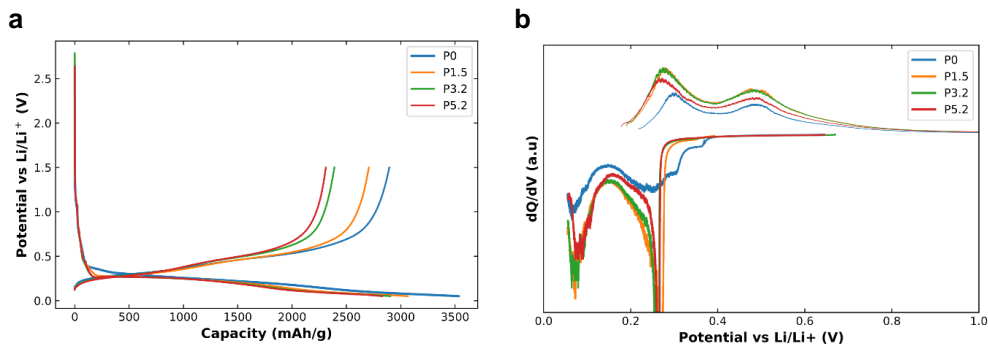 a
Potential vs Li/Li+ (V)
2.5
2.0
1.5
1.0
0.5
0.0
0
500
1000
1500
2000
2500
3000
3500
Capacity (mAh/g)
P0
P1.5
P3.2
P5.2
b
dQ/dV (a.u)
0.0
0.2
0.4
0.6
0.8
1.0
Potential vs Li/Li+ (V)
P0
P1.5
P3.2
P5.2